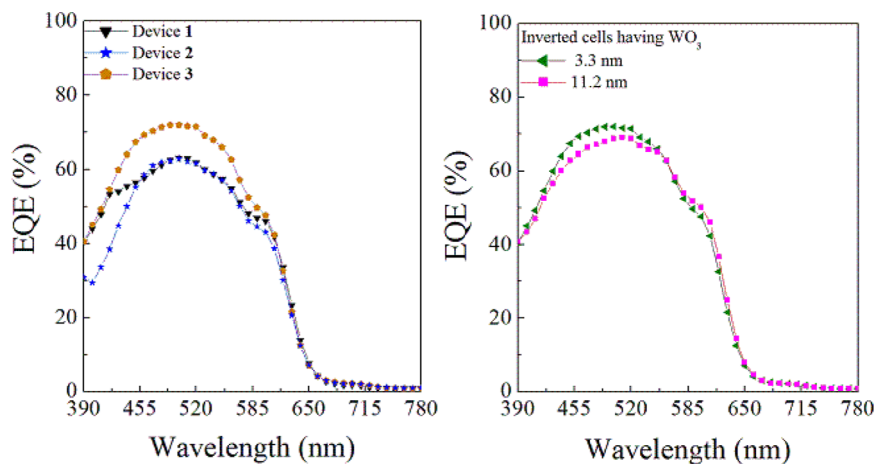 100
80
60
40
20
0
EQE (%)
Device 1
Device 2
Device 3
390 455 520 585 650 715 780
Wavelength (nm)
100
80
60
40
20
0
EQE (%)
Inverted cells having WO₃
3.3 nm
11.2 nm
390 455 520 585 650 715 780
Wavelength (nm)